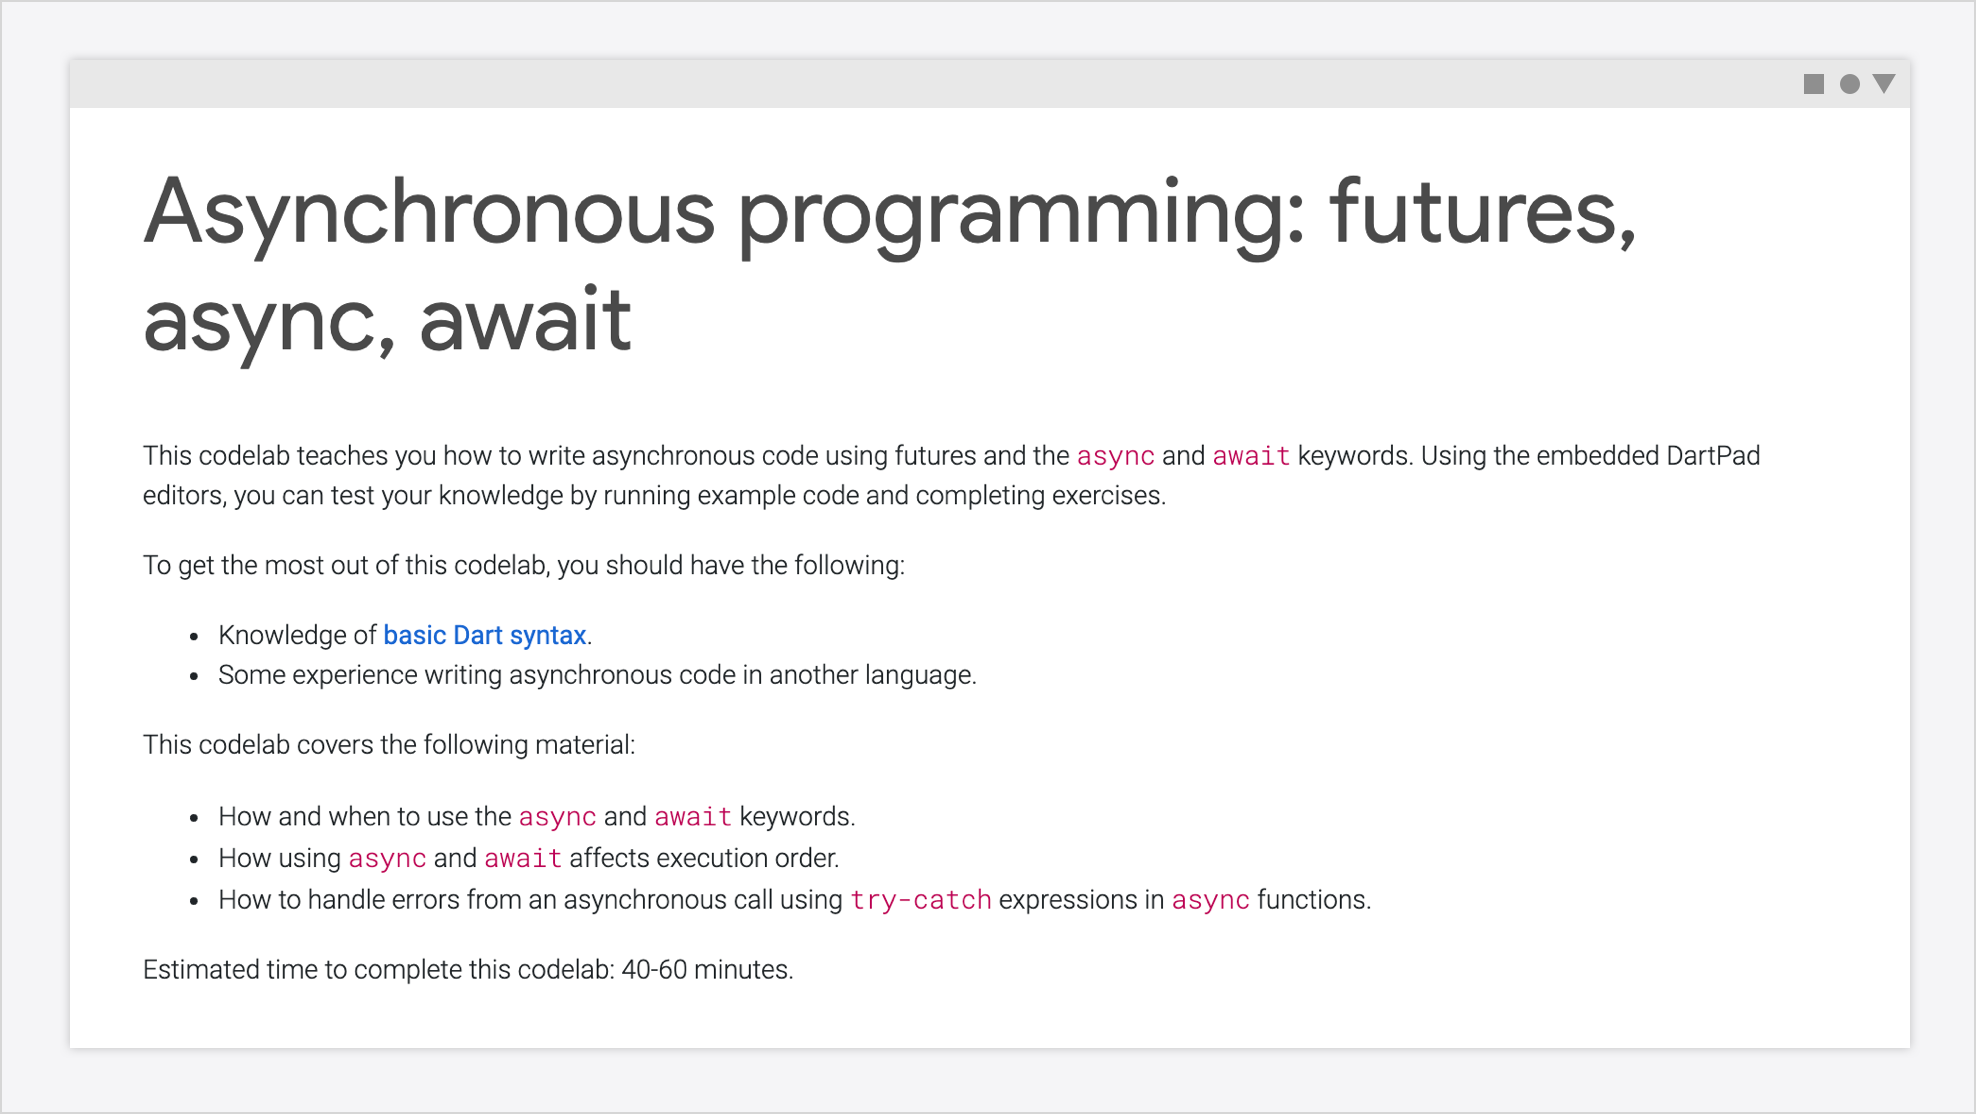 Asynchronous programming: futures,
async, await
This codelab teaches you how to write asynchronous code using futures and the async and await keywords. Using the embedded DartPad
editors, you can test your knowledge by running example code and completing exercises.
To get the most out of this codelab, you should have the following:
• Knowledge of basic Dart syntax.
• Some experience writing asynchronous code in another language.
This codelab covers the following material:
• How and when to use the async and await keywords.
• How using async and await affects execution order.
• How to handle errors from an asynchronous call using try-catch expressions in async functions.
Estimated time to complete this codelab: 40-60 minutes.